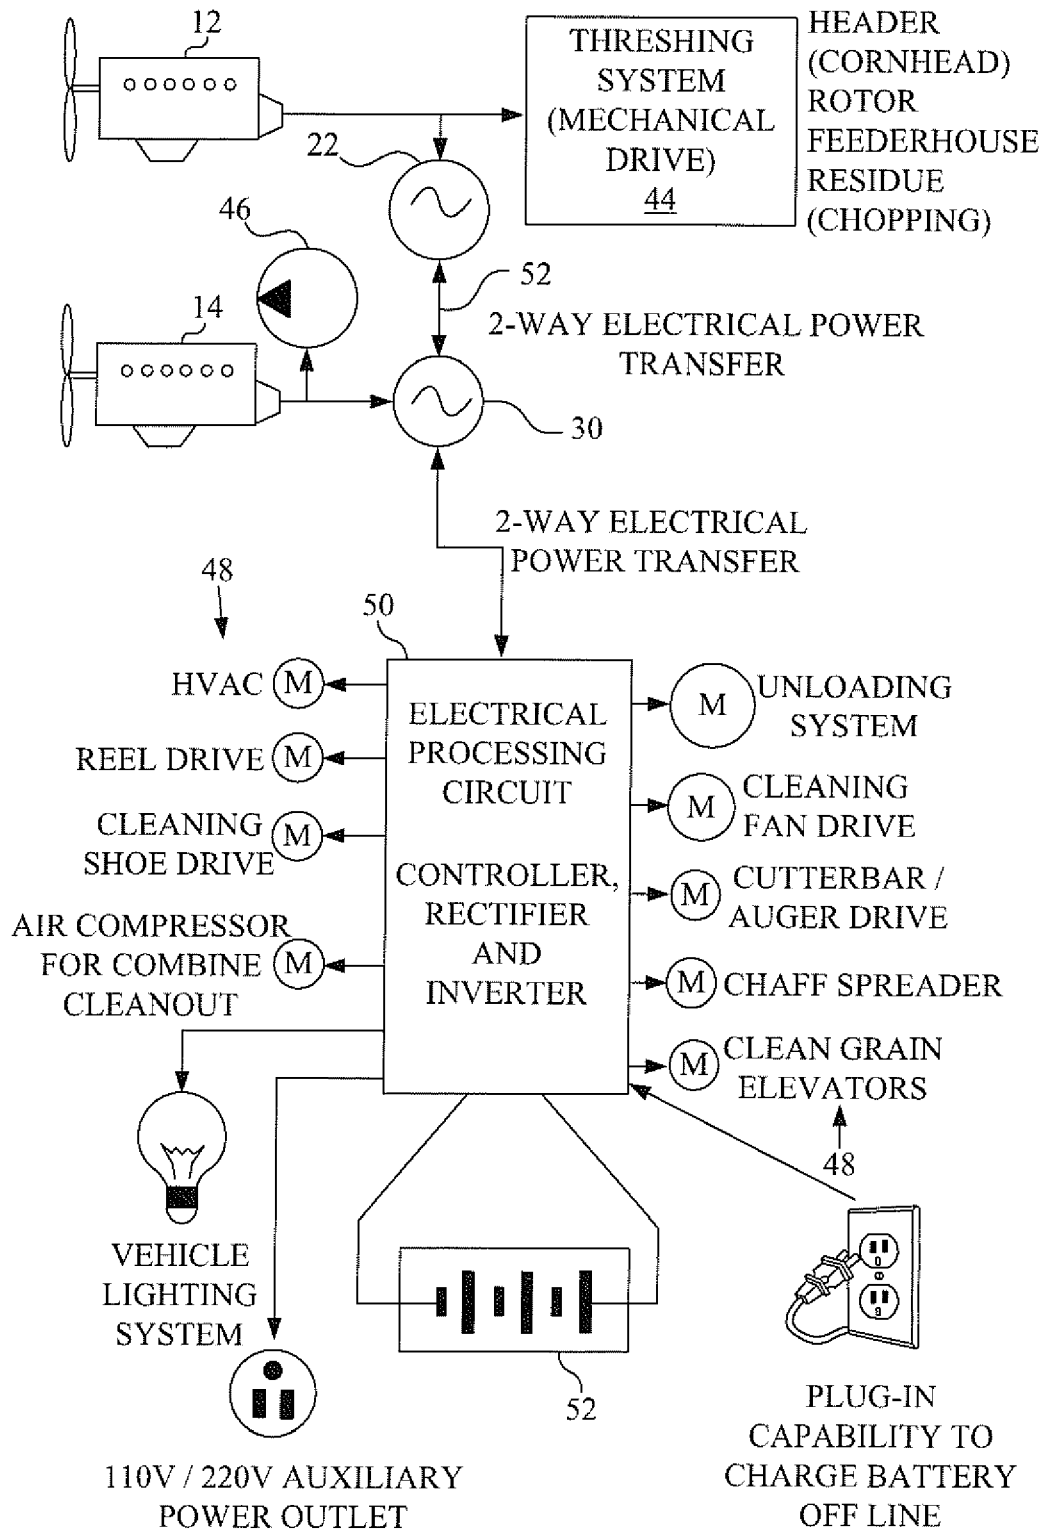 12
THRESHING
SYSTEM
(MECHANICAL
DRIVE)
44
HEADER
(CORNHEAD)
ROTOR
FEEDERHOUSE
RESIDUE
(CHOPPING)
22
46
52
2-WAY ELECTRICAL POWER
TRANSFER
14
30
2-WAY ELECTRICAL
POWER TRANSFER
48
50
HVAC M
REEL DRIVE M
CLEANING
SHOE DRIVE M
AIR COMPRESSOR
FOR COMBINE M
CLEANOUT
ELECTRICAL
PROCESSING
CIRCUIT
CONTROLLER,
RECTIFIER
AND
INVERTER
M UNLOADING
SYSTEM
M CLEANING
FAN DRIVE
M CUTTERBAR /
AUGER DRIVE
M CHAFF SPREADER
M CLEAN GRAIN
ELEVATORS
48
VEHICLE
LIGHTING
SYSTEM
52
110V / 220V AUXILIARY
POWER OUTLET
PLUG-IN
CAPABILITY TO
CHARGE BATTERY
OFF LINE